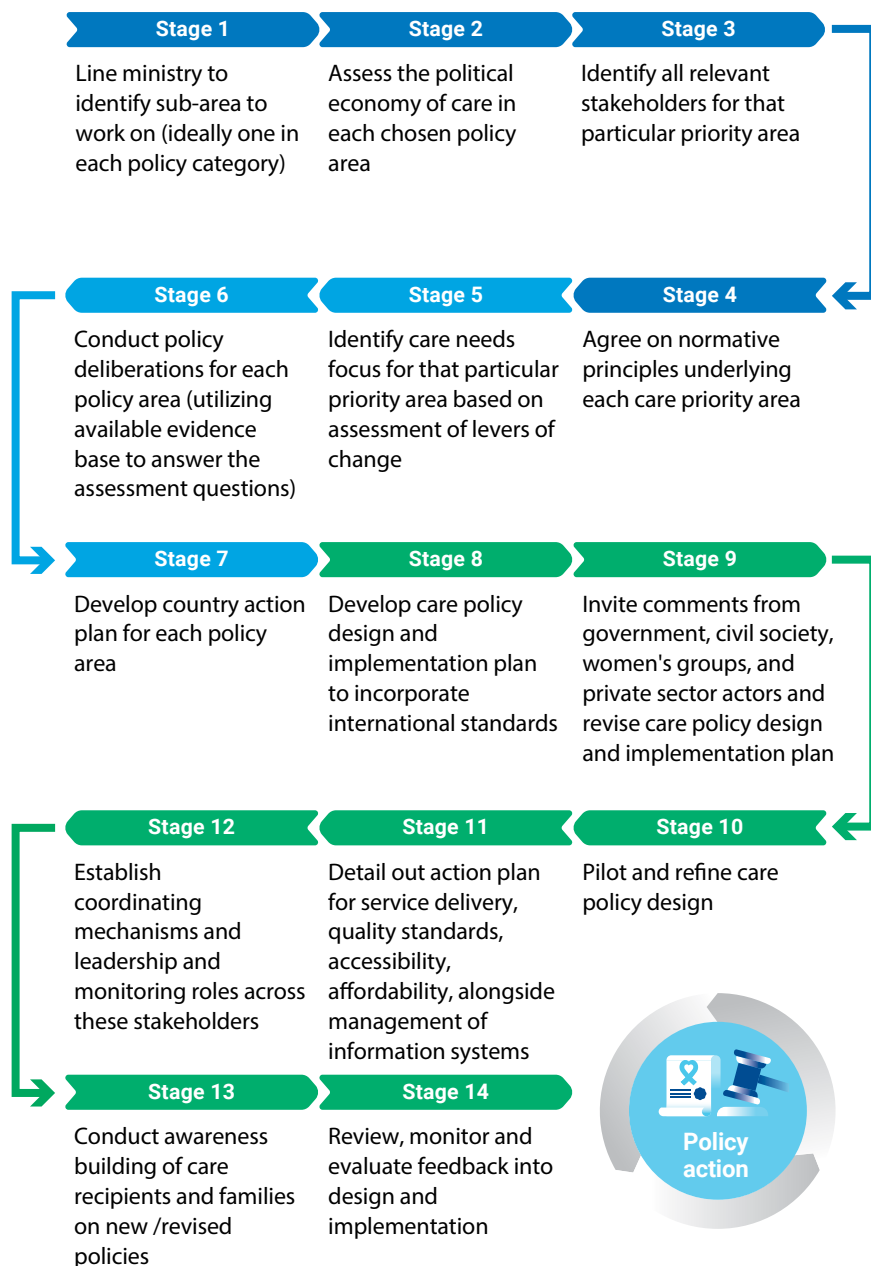 Stage 1
Line ministry to
identify sub-area to
work on (ideally one in
each policy category)
Stage 2
Assess the political
economy of care in
each chosen policy
area
Stage 3
Identify all relevant
stakeholders for that
particular priority area
Stage 4
Agree on normative
principles underlying
each care priority area
Stage 5
Identify care needs
focus for that particular
priority area based on
assessment of levers of
change
Stage 6
Conduct policy
deliberations for each
policy area (utilizing
available evidence
base to answer the
assessment questions)
Stage 7
Develop country action
plan for each policy
area
Stage 8
Develop care policy
design and
implementation plan
to incorporate
international standards
Stage 9
Invite comments from
government, civil society,
women's groups, and
private sector actors and
revise care policy design
and implementation plan
Stage 10
Pilot and refine care
policy design
Stage 11
Detail out action plan
for service delivery,
quality standards,
accessibility,
affordability, alongside
management of
information systems
Stage 12
Establish
coordinating
mechanisms and
leadership and
monitoring roles across
these stakeholders
Stage 13
Conduct awareness
building of care
recipients and families
on new /revised
policies
Stage 14
Review, monitor and
evaluate feedback into
design and
implementation
Policy
action